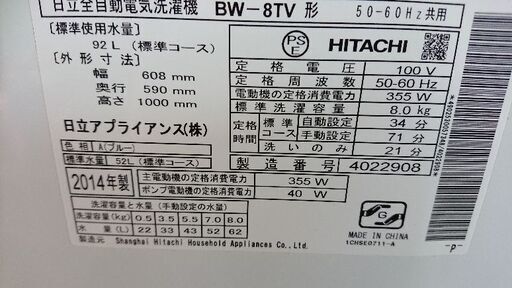 日立全自動電気洗濯機 BW-8TV 形 50-60Hz共用
〔標準使用水量〕
92L (標準コース)
〔外形寸法〕
幅 608 mm
奥行 590 mm
高さ 1000 mm
日立アプライアンス(株)
色相 A(ブルー)
標準水量 52L(標準コース)
2014年製
PS
E
HITACHI
定格電圧 100 V
定格周波数 50-60 Hz
電動機の定格消費電力 355 W
標準洗濯容量 8.0 kg
定格時間 標準コース 自動設定 34 分
手動設定 71 分
洗いのみ 21 分
製造番号 4022908
主電動機の定格消費電力 355 W
ポンプ電動機の定格消費電力 40 W
洗濯容量と水量 (手動設定の水量)
洗濯容量(kg) 0.5 3.5 5.5 7.0 8.0
水量(L) 22 33 43 52 62
製造元 Shanghai Hitachi Household Appliances Co., Ltd.
G
MADE IN CHINA
1CHSE0711-A
-P-